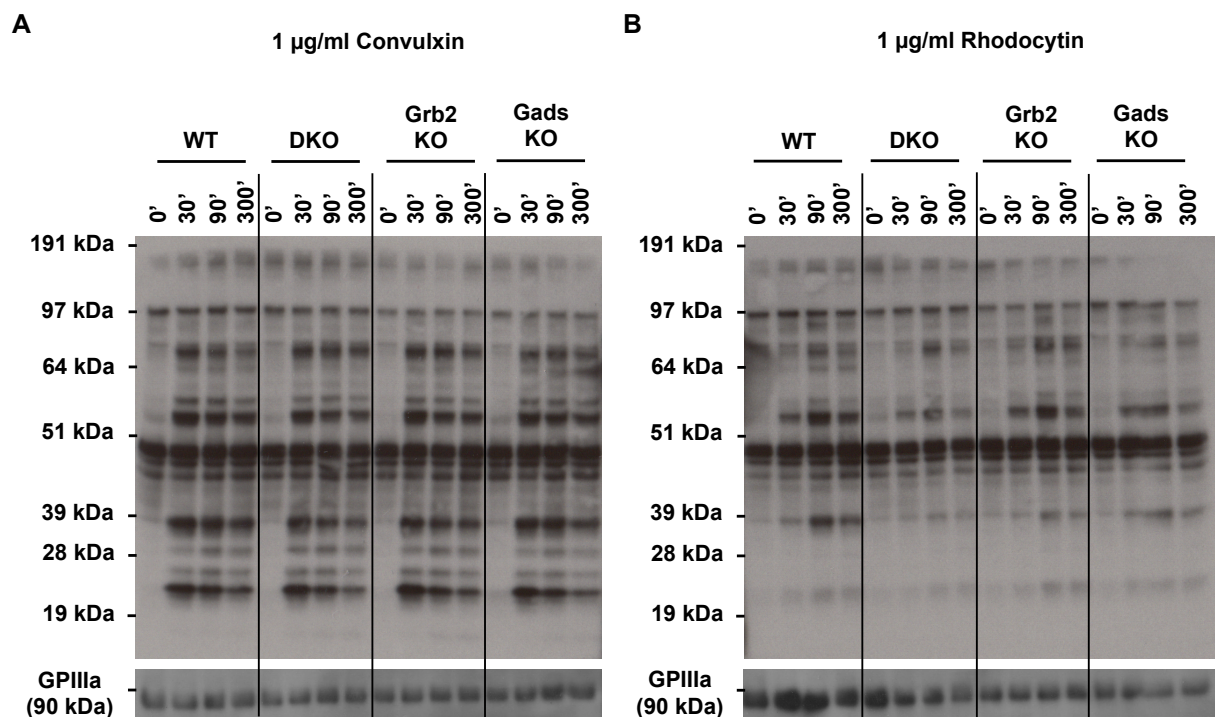 A
1 µg/ml Convulxin
WT
DKO
Grb2
KO
Gads
KO
0’ 30’ 90’ 300’ 0’ 30’ 90’ 300’ 0’ 30’ 90’ 300’ 0’ 30’ 90’ 300’
191 kDa
97 kDa
64 kDa
51 kDa
39 kDa
28 kDa
19 kDa
GPIIIa
(90 kDa)
B
1 µg/ml Rhodocytin
WT
DKO
Grb2
KO
Gads
KO
0’ 30’ 90’ 300’ 0’ 30’ 90’ 300’ 0’ 30’ 90’ 300’ 0’ 30’ 90’ 300’
191 kDa
97 kDa
64 kDa
51 kDa
39 kDa
28 kDa
19 kDa
GPIIIa
(90 kDa)